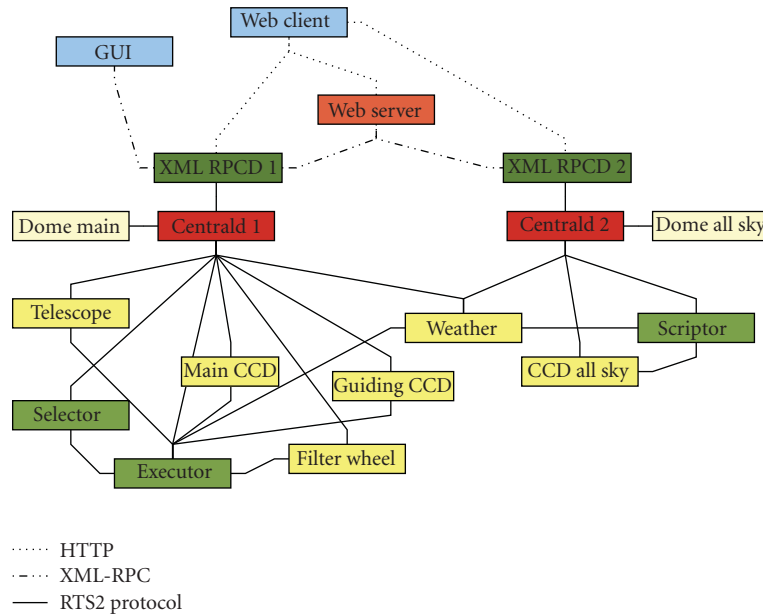 Web client
GUI
Web server
XML RPCD 1
XML RPCD 2
Dome main
Centrald 1
Centrald 2
Dome all sky
Telescope
Weather
Scriptor
Main CCD
Guiding CCD
CCD all sky
Selector
Executor
Filter wheel
HTTP
XML-RPC
RTS2 protocol